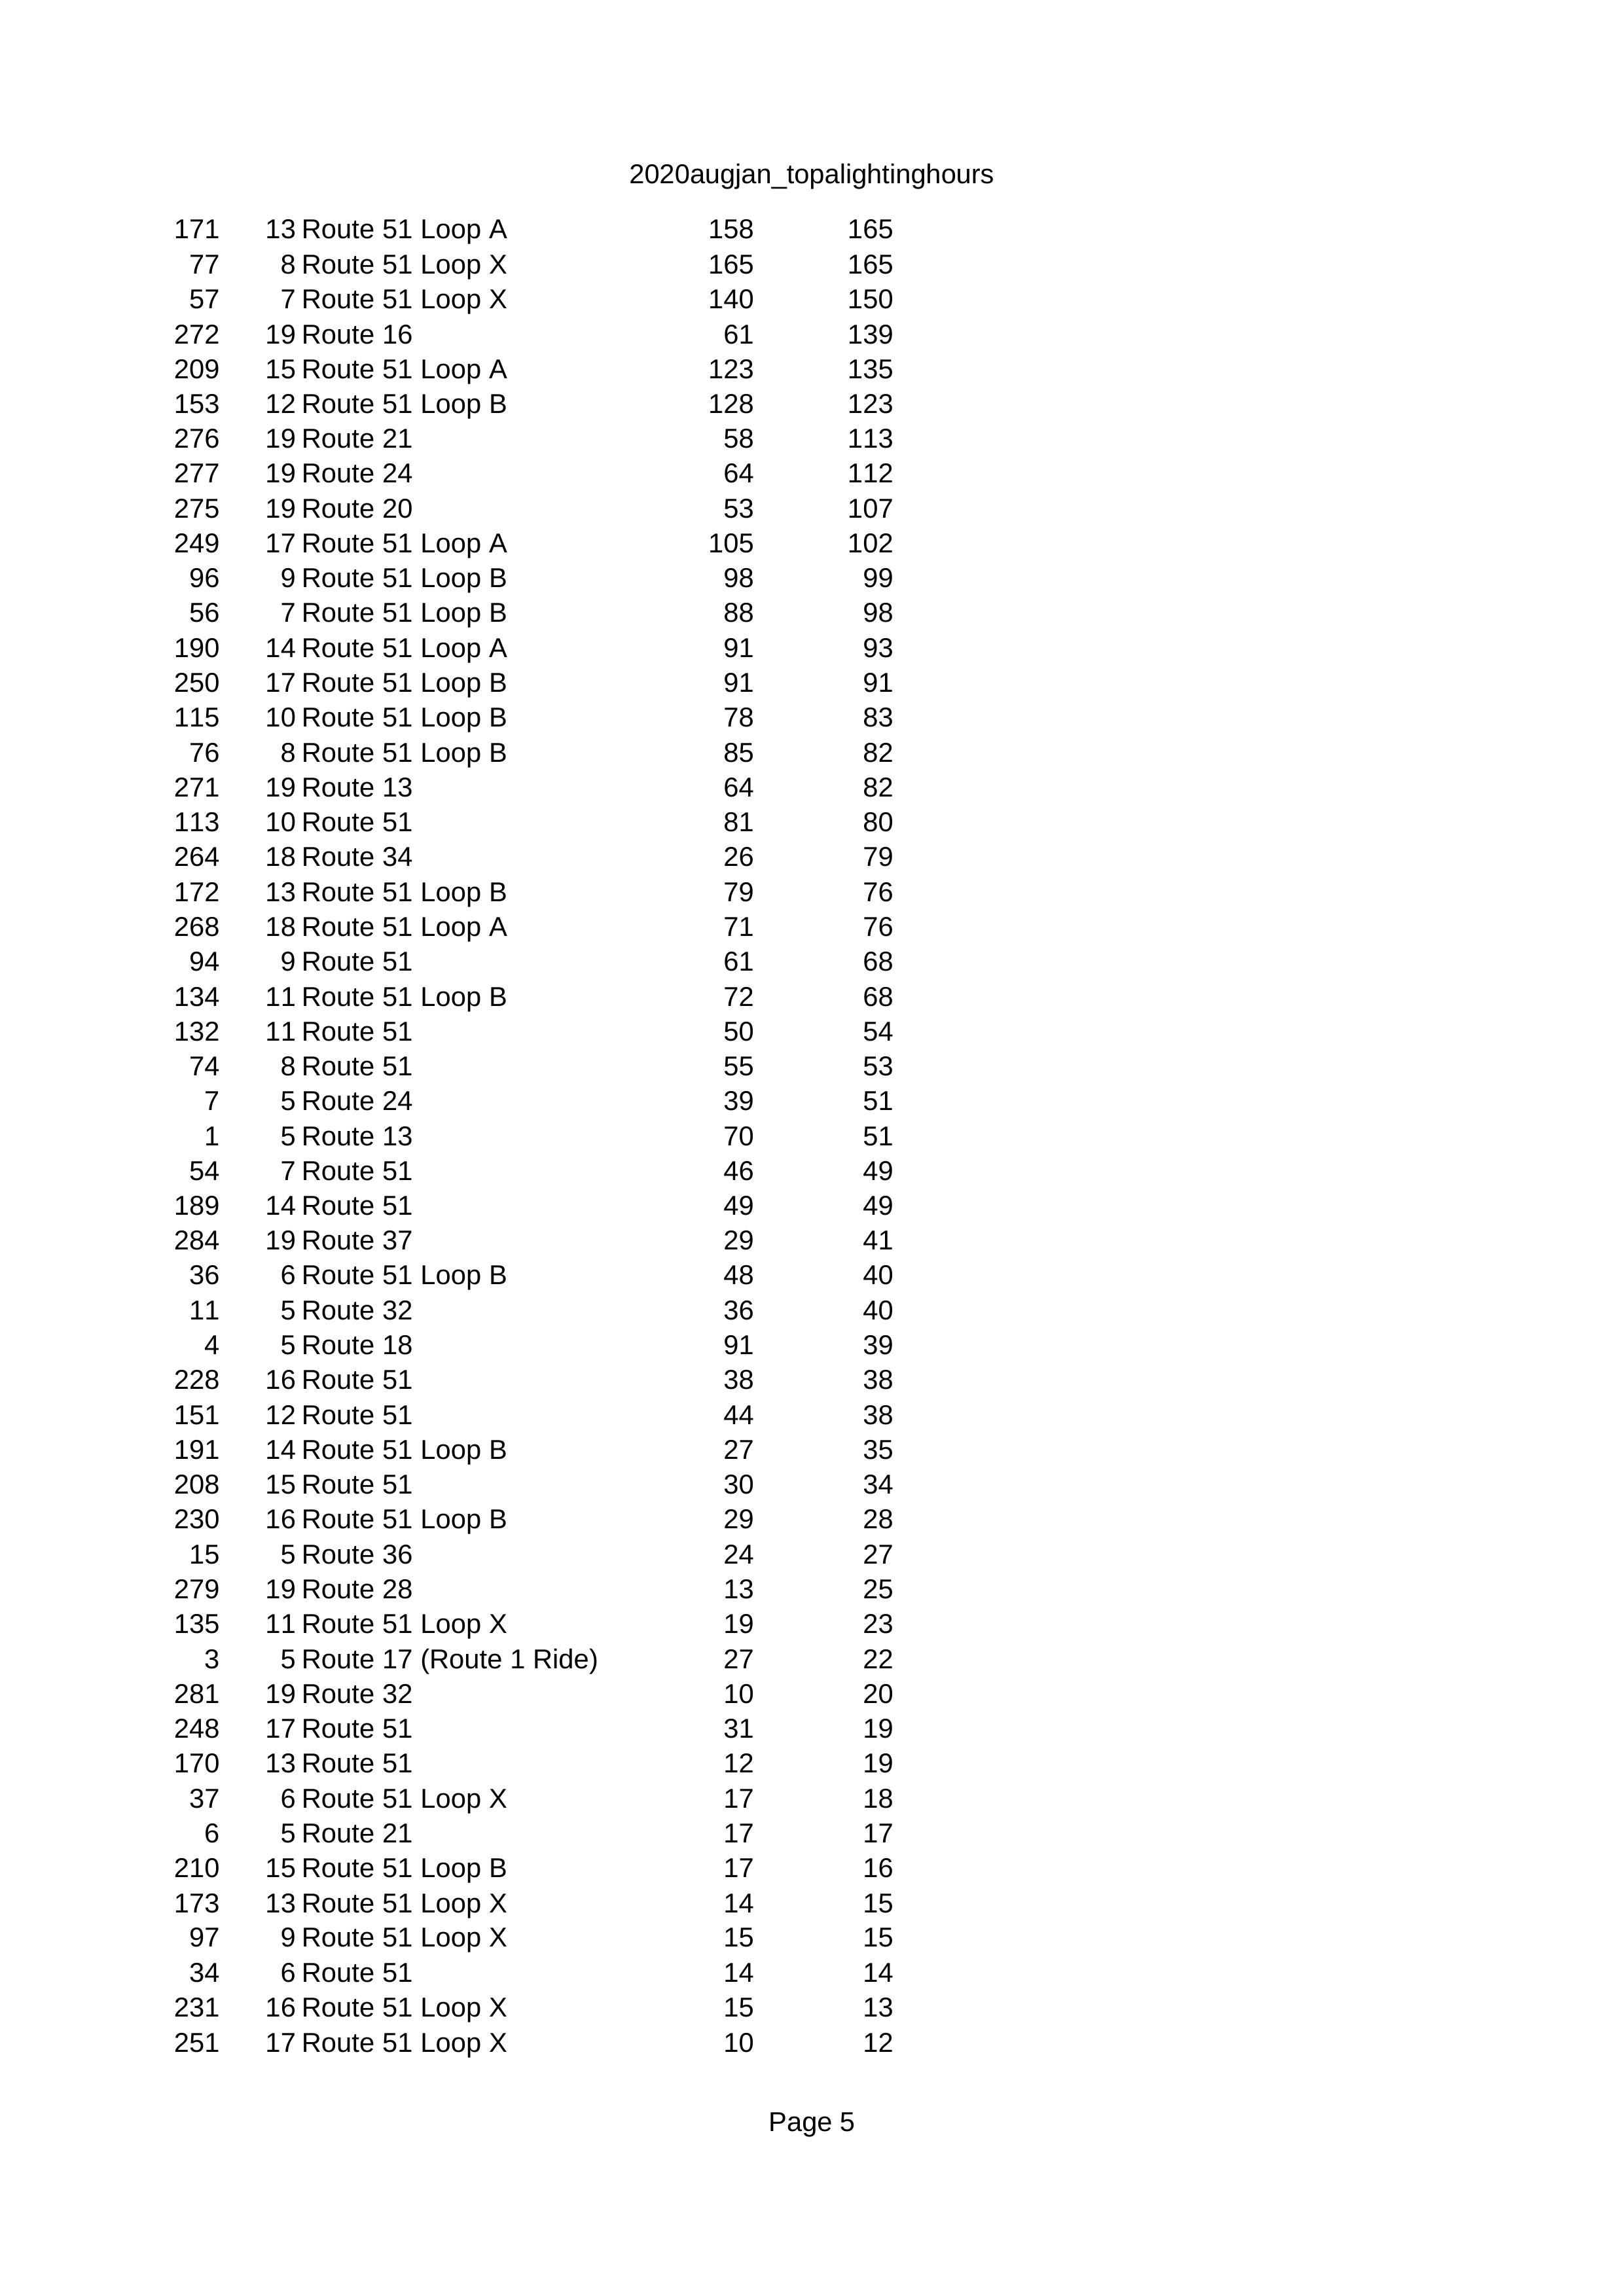 2020augjan_topalightinghours
171 13 Route 51 Loop A 158 165
77 8 Route 51 Loop X 165 165
57 7 Route 51 Loop X 140 150
272 19 Route 16 61 139
209 15 Route 51 Loop A 123 135
153 12 Route 51 Loop B 128 123
276 19 Route 21 58 113
277 19 Route 24 64 112
275 19 Route 20 53 107
249 17 Route 51 Loop A 105 102
96 9 Route 51 Loop B 98 99
56 7 Route 51 Loop B 88 98
190 14 Route 51 Loop A 91 93
250 17 Route 51 Loop B 91 91
115 10 Route 51 Loop B 78 83
76 8 Route 51 Loop B 85 82
271 19 Route 13 64 82
113 10 Route 51 81 80
264 18 Route 34 26 79
172 13 Route 51 Loop B 79 76
268 18 Route 51 Loop A 71 76
94 9 Route 51 61 68
134 11 Route 51 Loop B 72 68
132 11 Route 51 50 54
74 8 Route 51 55 53
7 5 Route 24 39 51
1 5 Route 13 70 51
54 7 Route 51 46 49
189 14 Route 51 49 49
284 19 Route 37 29 41
36 6 Route 51 Loop B 48 40
11 5 Route 32 36 40
4 5 Route 18 91 39
228 16 Route 51 38 38
151 12 Route 51 44 38
191 14 Route 51 Loop B 27 35
208 15 Route 51 30 34
230 16 Route 51 Loop B 29 28
15 5 Route 36 24 27
279 19 Route 28 13 25
135 11 Route 51 Loop X 19 23
3 5 Route 17 (Route 1 Ride) 27 22
281 19 Route 32 10 20
248 17 Route 51 31 19
170 13 Route 51 12 19
37 6 Route 51 Loop X 17 18
6 5 Route 21 17 17
210 15 Route 51 Loop B 17 16
173 13 Route 51 Loop X 14 15
97 9 Route 51 Loop X 15 15
34 6 Route 51 14 14
231 16 Route 51 Loop X 15 13
251 17 Route 51 Loop X 10 12
Page 5